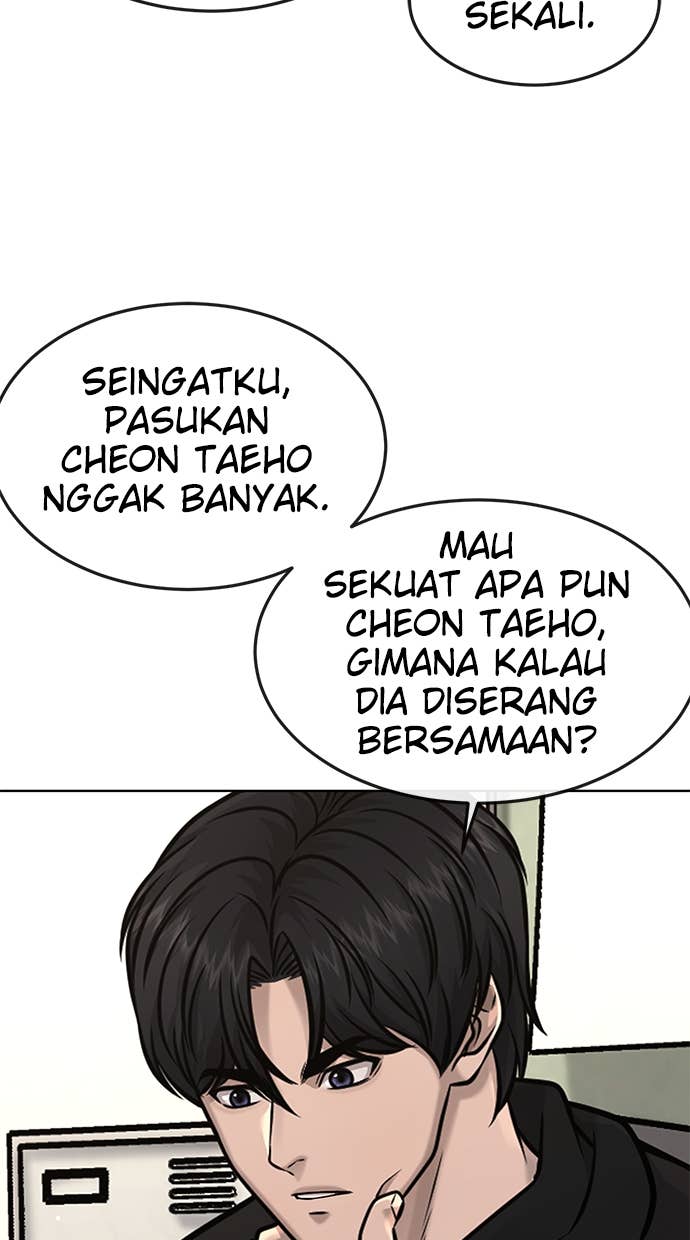 SEKALI.
SEINGATKU,
PASUKAN
CHEON TAEHO
NGGAK BANYAK.
MAU
SEKUAT APA PUN
CHEON TAEHO,
GIMANA KALAU
DIA DISERANG
BERSAMAAN?